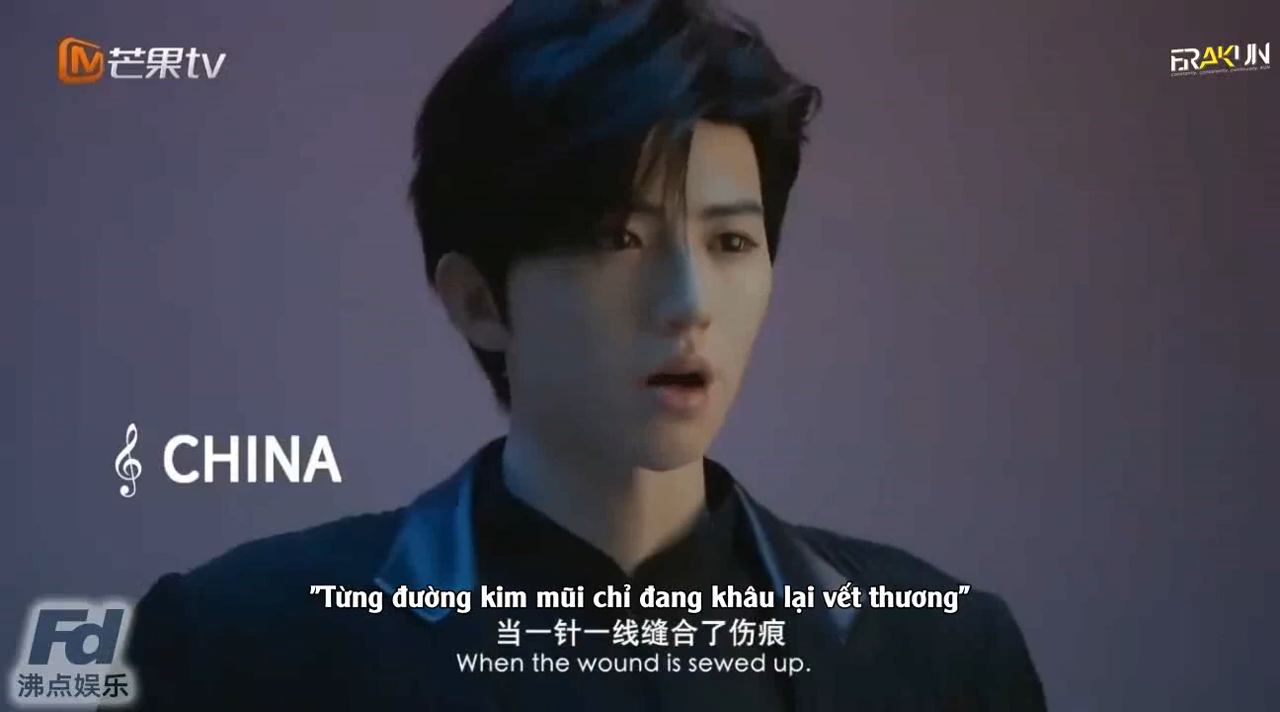 芒果tv
ERAKUN
CHINA
"Từng đường kim mũi chỉ đang khâu lại vết thương"
当一针一线缝合了伤痕
When the wound is sewed up.
Fd
沸点娱乐